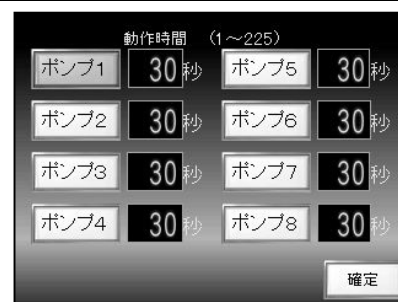 動作時間 (1～225)
ポンプ1 30秒 ポンプ5 30秒
ポンプ2 30秒 ポンプ6 30秒
ポンプ3 30秒 ポンプ7 30秒
ポンプ4 30秒 ポンプ8 30秒
確定